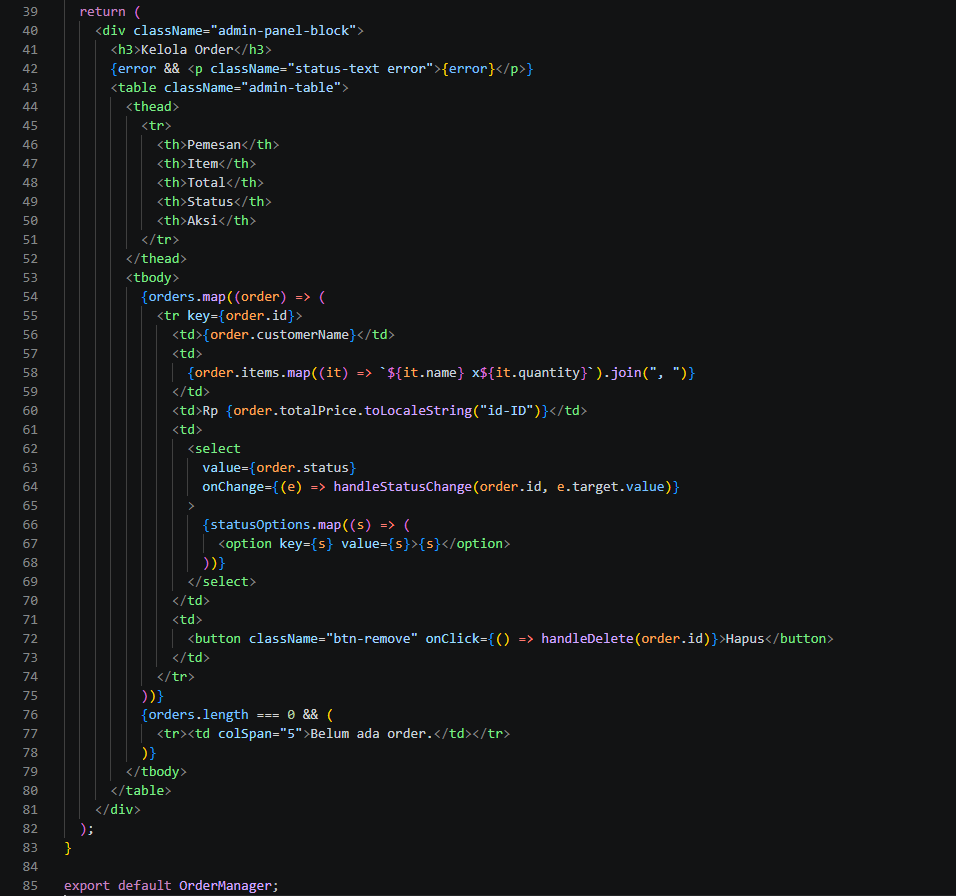 39 return (
40 <div className="admin-panel-block">
41 <h3>Kelola Order</h3>
42 {error && <p className="status-text error">{error}</p>}
43 <table className="admin-table">
44 <thead>
45 <tr>
46 <th>Pemesan</th>
47 <th>Item</th>
48 <th>Total</th>
49 <th>Status</th>
50 <th>Aksi</th>
51 </tr>
52 </thead>
53 <tbody>
54 {orders.map((order) => (
55 <tr key={order.id}>
56 <td>{order.customerName}</td>
57 <td>
58 {order.items.map((it) => `${it.name} x${it.quantity}`).join(", ")}
59 </td>
60 <td>Rp {order.totalPrice.toLocaleString("id-ID")}</td>
61 <td>
62 <select
63 value={order.status}
64 onChange={(e) => handleStatusChange(order.id, e.target.value)}
65 >
66 {statusOptions.map((s) => (
67 <option key={s} value={s}>{s}</option>
68 ))}
69 </select>
70 </td>
71 <td>
72 <button className="btn-remove" onClick={() => handleDelete(order.id)}>Hapus</button>
73 </td>
74 </tr>
75 ))}
76 {orders.length === 0 && (
77 <tr><td colSpan="5">Belum ada order.</td></tr>
78 )}
79 </tbody>
80 </table>
81 </div>
82 );
83 }
84
85 export default OrderManager;